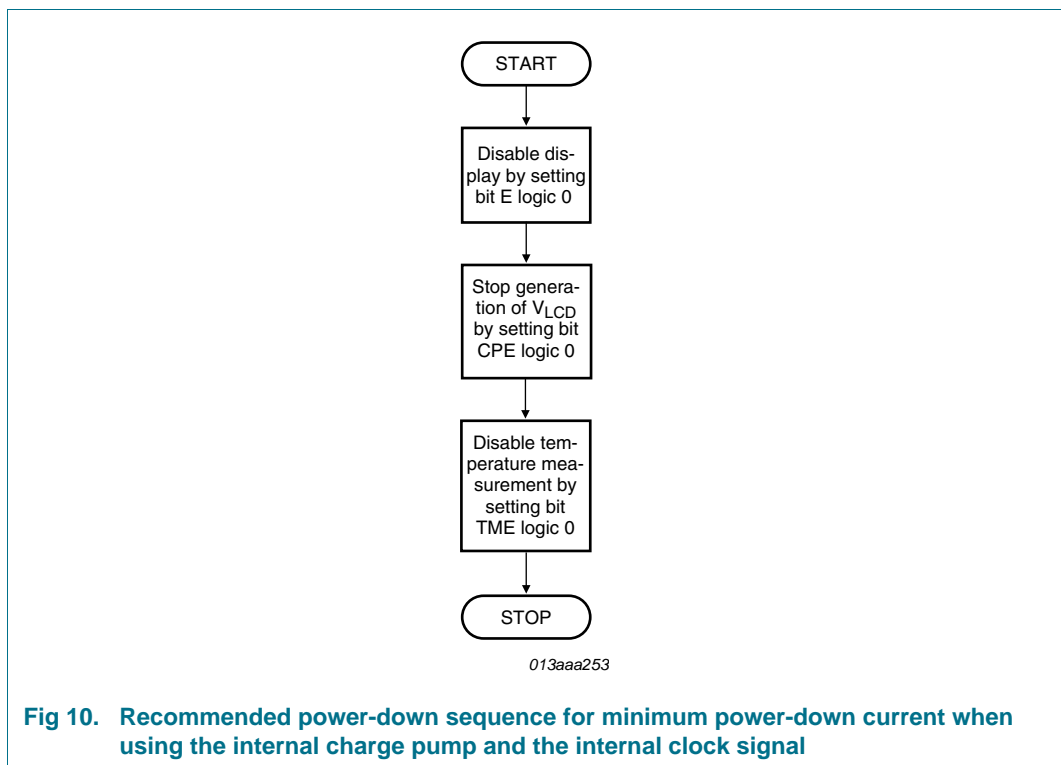 START
Disable dis-
play by setting
bit E logic 0
Stop genera-
tion of VLCD
by setting bit
CPE logic 0
Disable tem-
perature mea-
surement by
setting bit
TME logic 0
STOP
013aaa253
Fig 10. Recommended power-down sequence for minimum power-down current when
using the internal charge pump and the internal clock signal